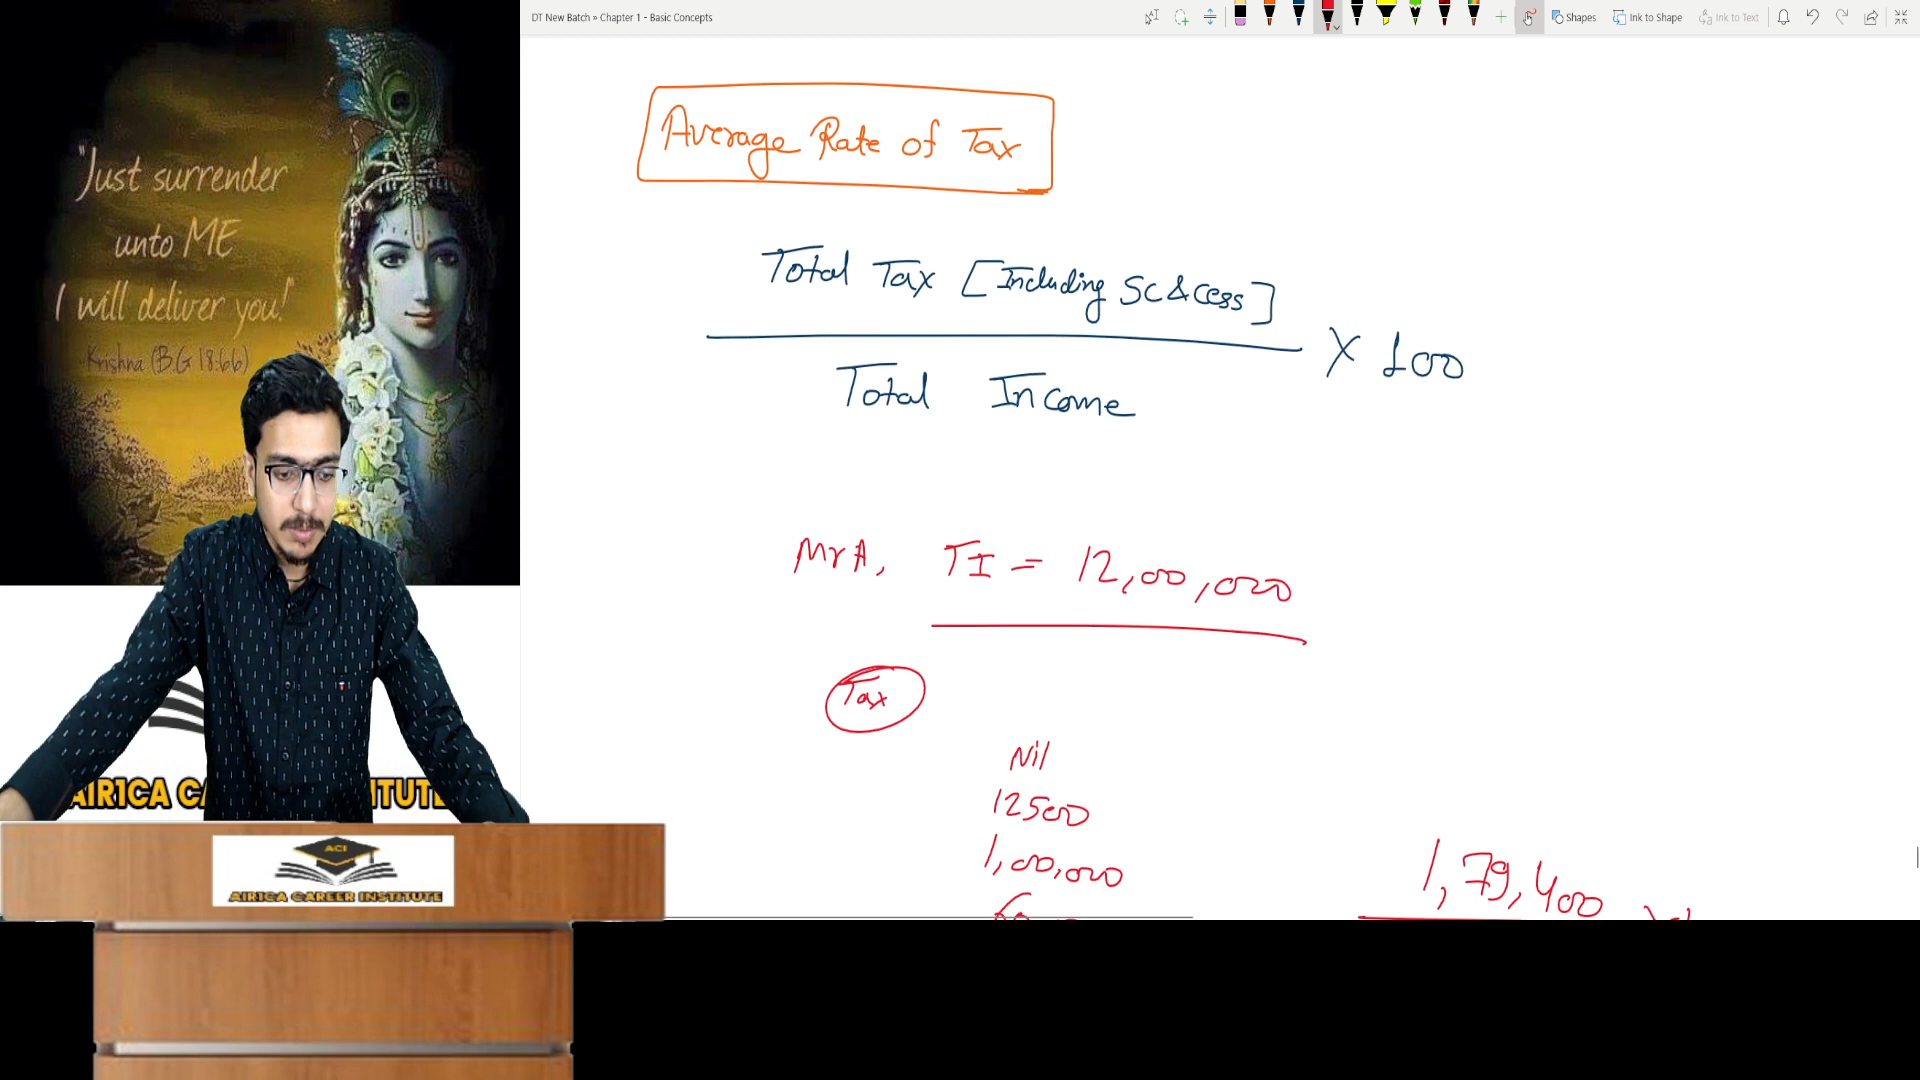 DT New Batch » Chapter 1 - Basic Concepts
Shapes
Ink to Shape
Ink to Text
"Just surrender
unto ME
I will deliver you!"
Krishna (B.G 18:66)
Average Rate of Tax
Total Tax [Including SC & Cess]
Total Income
X 100
Mr A, TI = 12,00,000
Tax
Nil
12500
1,00,000
1,79,400
ACI
AIR1CA CAREER INSTITUTE